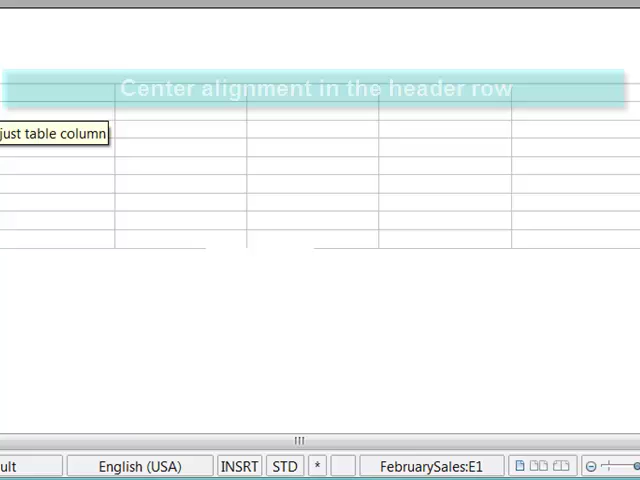 Center alignment in the header row
just table column
ult English (USA) INSRT STD * FebruarySales:E1